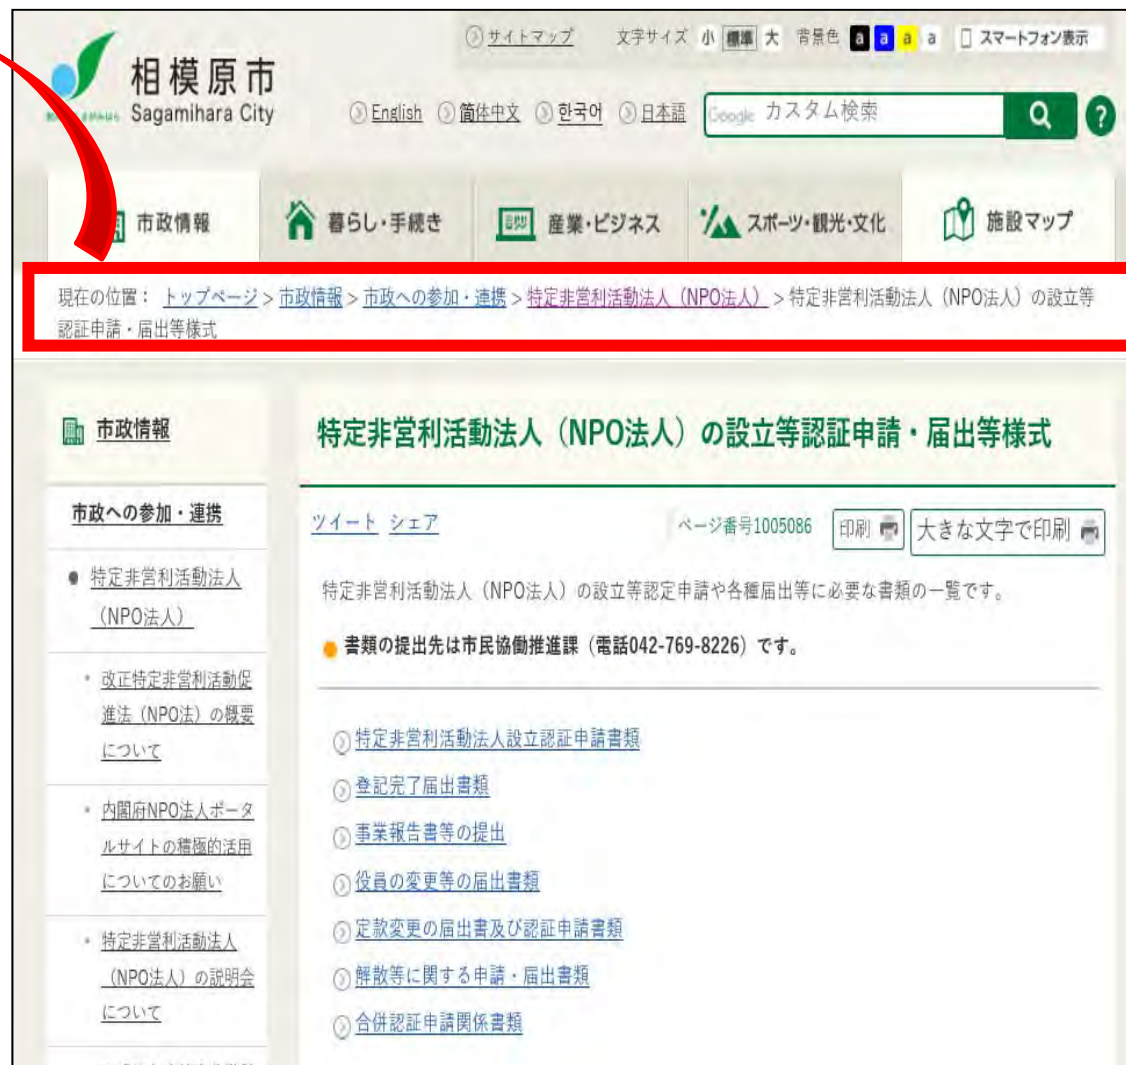 サイトマップ 文字サイズ 小 標準 大 背景色 a a a a スマートフォン表示
相模原市
Sagamihara City
English 简体中文 한국어 日本語 Google カスタム検索 ?
市政情報 暮らし・手続き 産業・ビジネス スポーツ・観光・文化 施設マップ
現在の位置： トップページ > 市政情報 > 市政への参加・連携 > 特定非営利活動法人（NPO法人） > 特定非営利活動法人（NPO法人）の設立等
認証申請・届出等様式
市政情報
市政への参加・連携
特定非営利活動法人
（NPO法人）
改正特定非営利活動促
進法（NPO法）の概要
について
内閣府NPO法人ポータ
ルサイトの積極的活用
についてのお願い
特定非営利活動法人
（NPO法人）の説明会
について
特定非営利活動法人（NPO法人）の設立等認証申請・届出等様式
ツイート シェア ページ番号1005086 印刷 大きな文字で印刷
特定非営利活動法人（NPO法人）の設立等認定申請や各種届出等に必要な書類の一覧です。
書類の提出先は市民協働推進課（電話042-769-8226）です。
特定非営利活動法人設立認証申請書類
登記完了届出書類
事業報告書等の提出
役員の変更等の届出書類
定款変更の届出書及び認証申請書類
解散等に関する申請・届出書類
合併認証申請関係書類